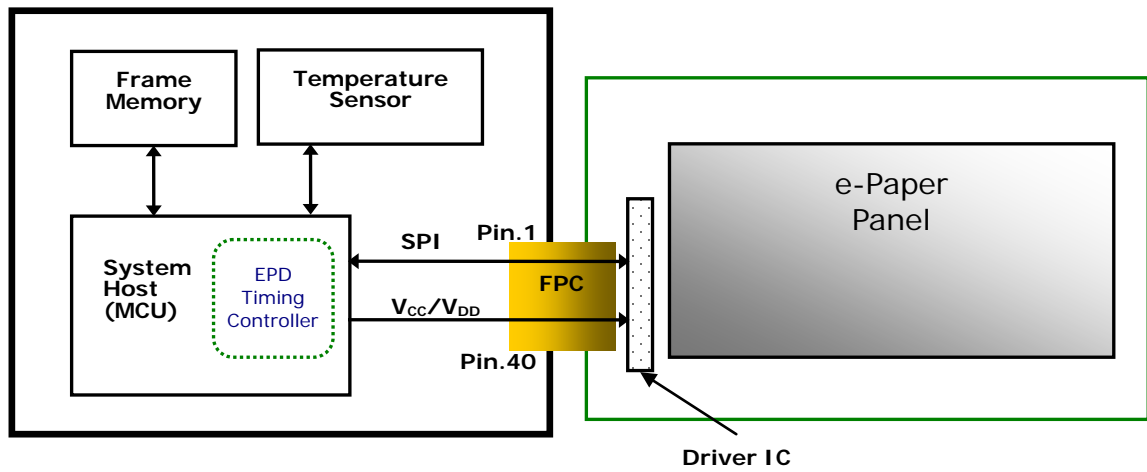 Frame
Memory
Temperature
Sensor
System
Host
(MCU)
EPD
Timing
Controller
SPI
VCC/VDD
Pin.1
FPC
Pin.40
e-Paper
Panel
Driver IC